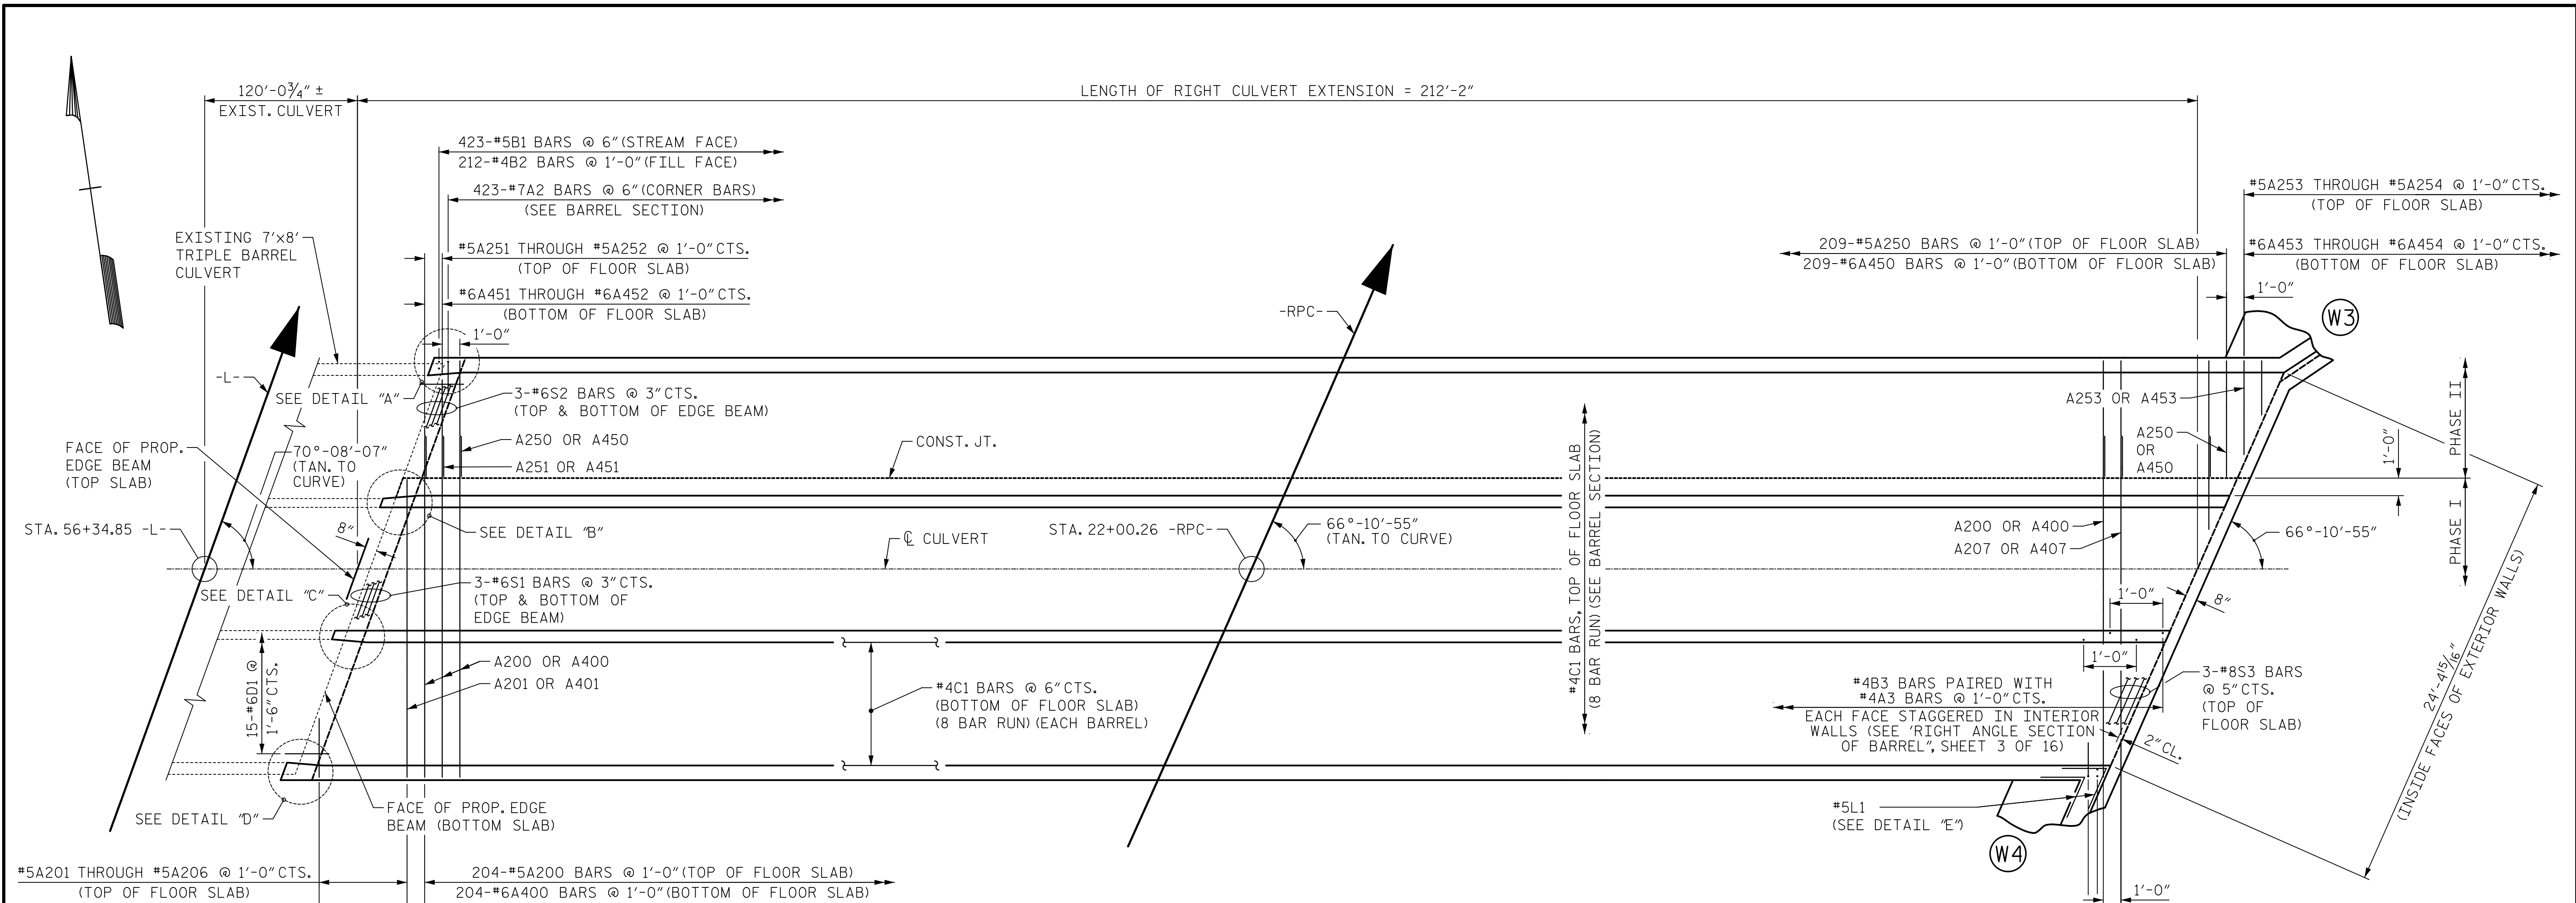 120'-0¾" ±
EXIST. CULVERT
LENGTH OF RIGHT CULVERT EXTENSION = 212'-2"
423-#5B1 BARS @ 6" (STREAM FACE)
212-#4B2 BARS @ 1'-0" (FILL FACE)
423-#7A2 BARS @ 6" (CORNER BARS)
(SEE BARREL SECTION)
#5A251 THROUGH #5A252 @ 1'-0" CTS.
(TOP OF FLOOR SLAB)
#6A451 THROUGH #6A452 @ 1'-0" CTS.
(BOTTOM OF FLOOR SLAB)
1'-0"
EXISTING 7'x8'
TRIPLE BARREL
CULVERT
#5A253 THROUGH #5A254 @ 1'-0" CTS.
(TOP OF FLOOR SLAB)
209-#5A250 BARS @ 1'-0" (TOP OF FLOOR SLAB)
209-#6A450 BARS @ 1'-0" (BOTTOM OF FLOOR SLAB)
#6A453 THROUGH #6A454 @ 1'-0" CTS.
(BOTTOM OF FLOOR SLAB)
1'-0"
W3
-RPC-
-L-
SEE DETAIL "A"
3-#6S2 BARS @ 3" CTS.
(TOP & BOTTOM OF EDGE BEAM)
A250 OR A450
A251 OR A451
CONST. JT.
FACE OF PROP.
EDGE BEAM
(TOP SLAB)
70°-08'-07"
(TAN. TO
CURVE)
A253 OR A453
A250
OR
A450
1'-0"
PHASE II
PHASE I
STA. 56+34.85 -L-
8"
SEE DETAIL "B"
℄ CULVERT
STA. 22+00.26 -RPC-
66°-10'-55"
(TAN. TO CURVE)
#4C1 BARS, TOP OF FLOOR SLAB
(8 BAR RUN) (SEE BARREL SECTION)
A200 OR A400
A207 OR A407
66°-10'-55"
SEE DETAIL "C"
3-#6S1 BARS @ 3" CTS.
(TOP & BOTTOM OF
EDGE BEAM)
1'-0"
8"
1'-0"
24'-4 15/16"
(INSIDE FACES OF EXTERIOR WALLS)
15-#6D1 @
1'-6" CTS.
A200 OR A400
A201 OR A401
#4C1 BARS @ 6" CTS.
(BOTTOM OF FLOOR SLAB)
(8 BAR RUN) (EACH BARREL)
#4B3 BARS PAIRED WITH
#4A3 BARS @ 1'-0" CTS.
EACH FACE STAGGERED IN INTERIOR
WALLS (SEE 'RIGHT ANGLE SECTION
OF BARREL", SHEET 3 OF 16)
3-#8S3 BARS
@ 5" CTS.
(TOP OF
FLOOR SLAB)
2" CL.
SEE DETAIL "D"
FACE OF PROP. EDGE
BEAM (BOTTOM SLAB)
#5L1
(SEE DETAIL "E")
W4
#5A201 THROUGH #5A206 @ 1'-0" CTS.
(TOP OF FLOOR SLAB)
204-#5A200 BARS @ 1'-0" (TOP OF FLOOR SLAB)
204-#6A400 BARS @ 1'-0" (BOTTOM OF FLOOR SLAB)
1'-0"